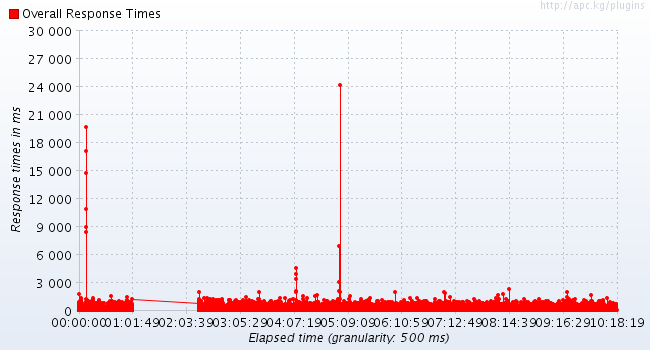 http://apc.kg/plugins
Overall Response Times
30 000
27 000
24 000
21 000
18 000
15 000
12 000
9 000
6 000
3 000
0
Response times in ms
00:00:00 01:01:49 02:03:39 03:05:29 04:07:19 05:09:09 06:10:59 07:12:49 08:14:39 09:16:29 10:18:19
Elapsed time (granularity: 500 ms)